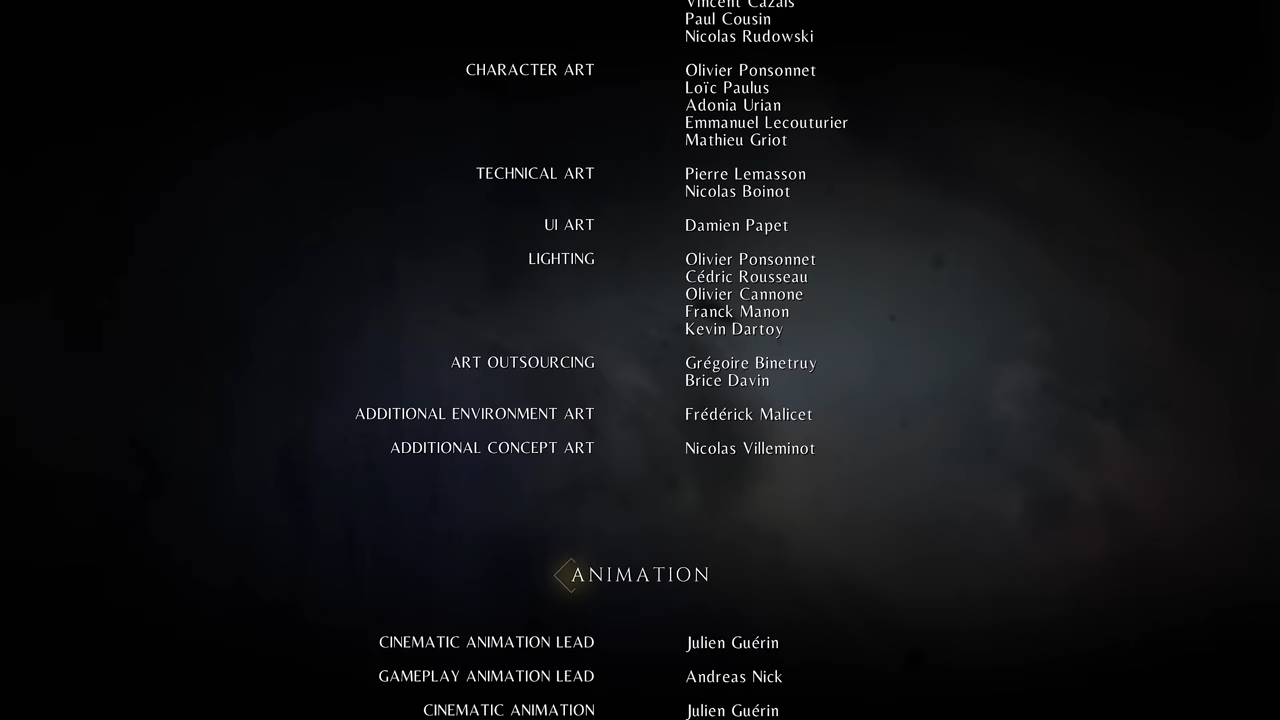 Vincent Cazals
Paul Cousin
Nicolas Rudowski
CHARACTER ART Olivier Ponsonnet
Loïc Paulus
Adonia Urian
Emmanuel Lecouturier
Mathieu Griot
TECHNICAL ART Pierre Lemasson
Nicolas Boinot
UI ART Damien Papet
LIGHTING Olivier Ponsonnet
Cédric Rousseau
Olivier Cannone
Franck Manon
Kevin Dartoy
ART OUTSOURCING Grégoire Binetruy
Brice Davin
ADDITIONAL ENVIRONMENT ART Frédérick Malicet
ADDITIONAL CONCEPT ART Nicolas Villeminot
ANIMATION
CINEMATIC ANIMATION LEAD Julien Guérin
GAMEPLAY ANIMATION LEAD Andreas Nick
CINEMATIC ANIMATION Julien Guérin